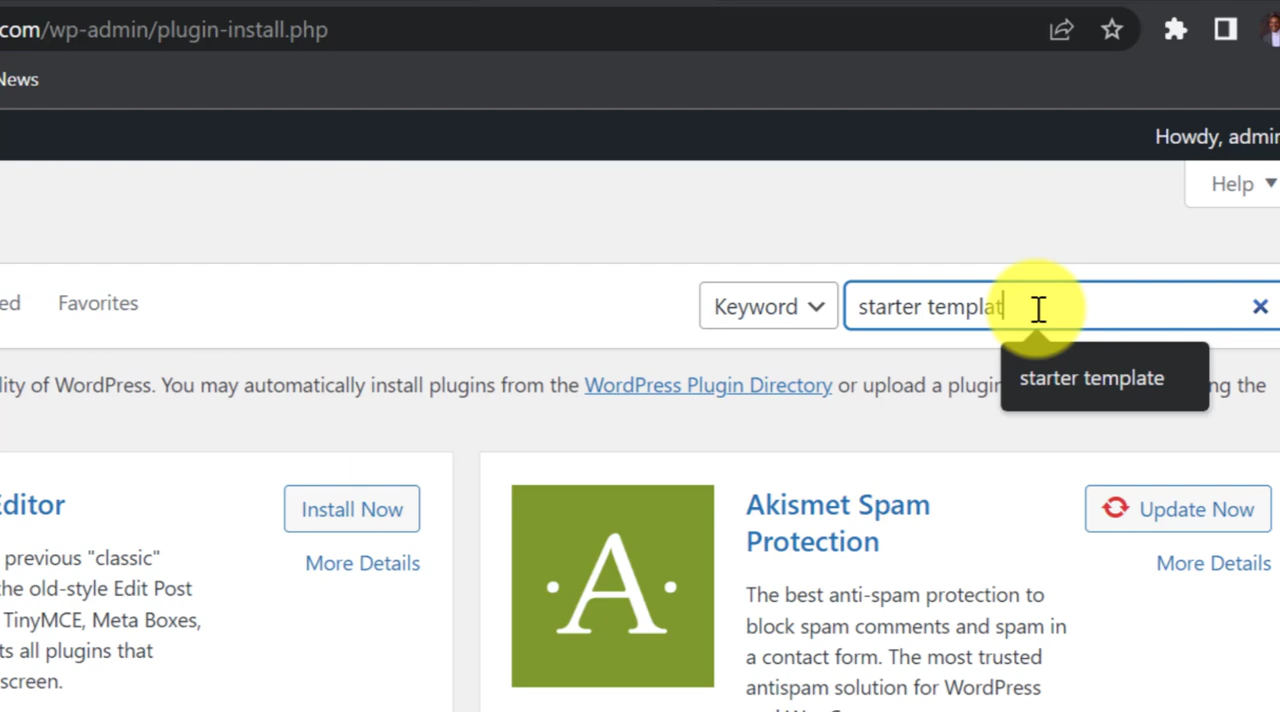 com/wp-admin/plugin-install.php
News
Howdy, admin
Help
ed Favorites Keyword starter templat
starter template
lity of WordPress. You may automatically install plugins from the WordPress Plugin Directory or upload a plugin ng the
Editor Install Now
More Details
previous "classic"
the old-style Edit Post
TinyMCE, Meta Boxes,
ts all plugins that
screen.
A
Akismet Spam
Protection
Update Now
More Details
The best anti-spam protection to
block spam comments and spam in
a contact form. The most trusted
antispam solution for WordPress